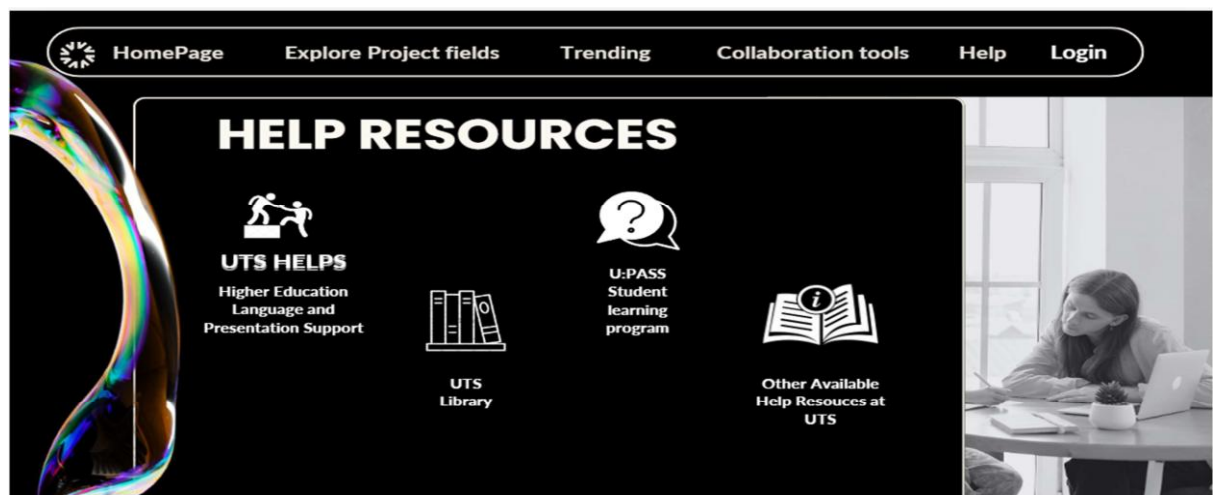 HomePage Explore Project fields Trending Collaboration tools Help Login
HELP RESOURCES
UTS HELPS
Higher Education
Language and
Presentation Support
UTS
Library
U:PASS
Student
learning
program
Other Available
Help Resouces at
UTS